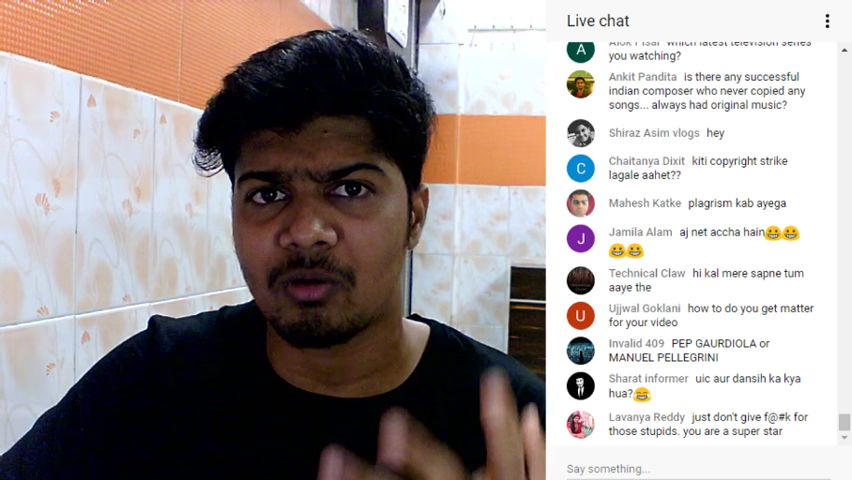 Live chat
which latest television series
you watching?
A
Ankit Pandita is there any successful
indian composer who never copied any
songs... always had original music?
Shiraz Asim vlogs hey
C
Chaitanya Dixit kiti copyright strike
lagale aahet??
Mahesh Katke plagrism kab ayega
J
Jamila Alam aj net accha hain😀😀
😀😀
Technical Claw hi kal mere sapne tum
aaye the
U
Ujjwal Goklani how to do you get matter
for your video
Invalid 409 PEP GAURDIOLA or
MANUEL PELLEGRINI
Sharat informer uic aur dansih ka kya
hua?😂
Lavanya Reddy just don't give f@#k for
those stupids. you are a super star
Say something...